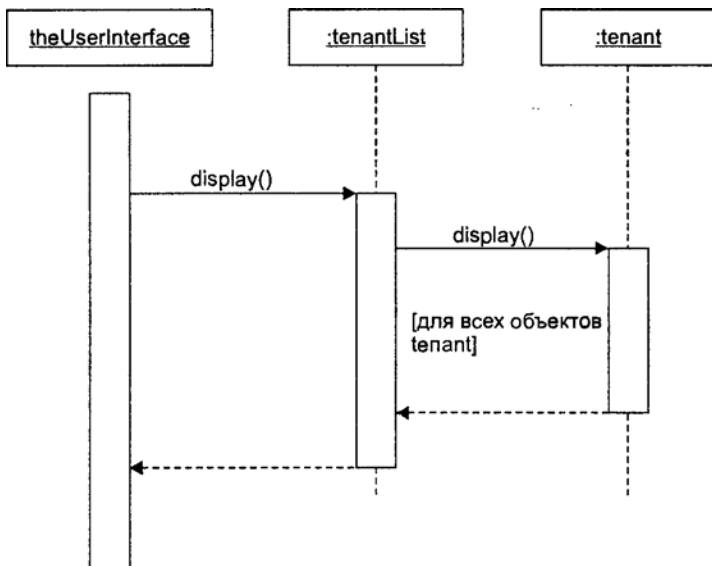 theUserInterface
:tenantList
:tenant
display()
display()
[для всех объектов
tenant]